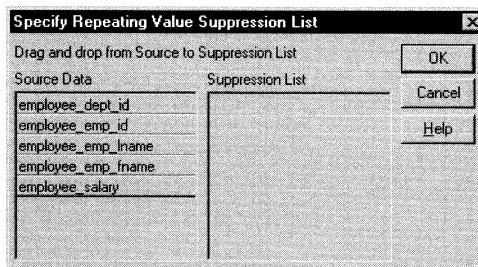 Specify Repeating Value Suppression List
Drag and drop from Source to Suppression List
Source Data
Suppression List
employee_dept_id
employee_emp_id
employee_emp_lname
employee_emp_fname
employee_salary
OK
Cancel
Help